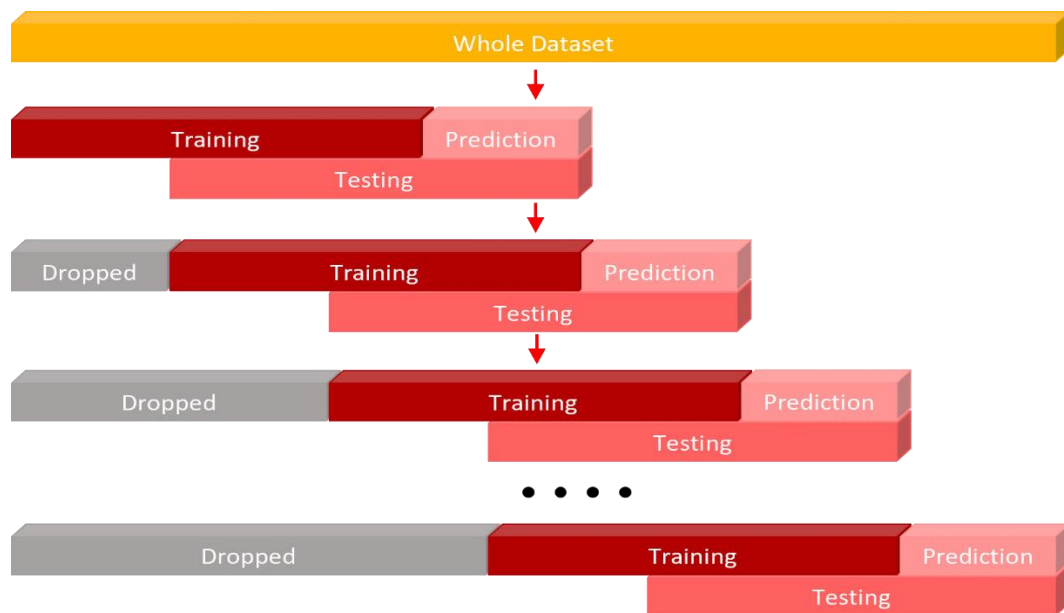 Whole Dataset
Training Prediction
Testing
Dropped Training Prediction
Testing
Dropped Training Prediction
Testing
Dropped Training Prediction
Testing